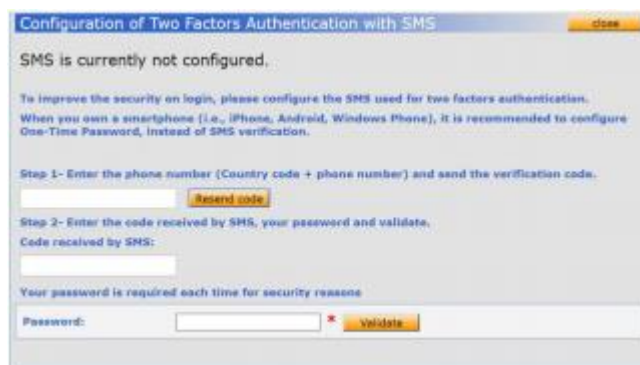 Configuration of Two Factors Authentication with SMS
close
SMS is currently not configured.
To improve the security on login, please configure the SMS used for two factors authentication.
When you own a smartphone (i.e., iPhone, Android, Windows Phone), it is recommended to configure
One-Time Password, instead of SMS verification.
Step 1- Enter the phone number (Country code + phone number) and send the verification code.
Resend code
Step 2- Enter the code received by SMS, your password and validate.
Code received by SMS:
Your password is required each time for security reasons
Password: * Validate